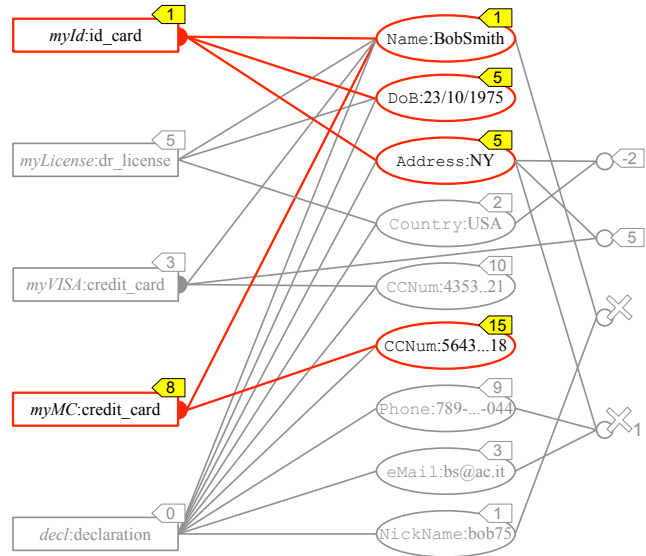 1
myId:id_card
5
myLicense:dr_license
3
myVISA:credit_card
8
myMC:credit_card
0
decl:declaration
1
Name:BobSmith
5
DoB:23/10/1975
5
Address:NY
2
Country:USA
10
CCNum:4353..21
15
CCNum:5643...18
9
Phone:789-...-044
3
eMail:bs@ac.it
1
NickName:bob75
-2
5
1